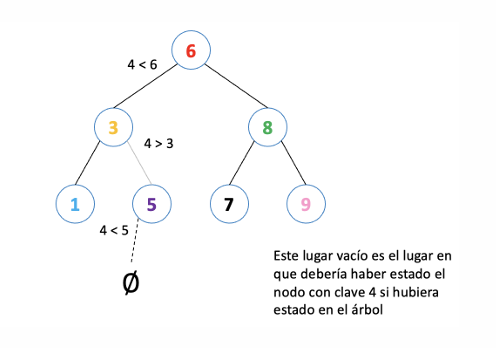 6
4 < 6
3
8
4 > 3
1
5
7
9
4 < 5
Ø
Este lugar vacío es el lugar en
que debería haber estado el
nodo con clave 4 si hubiera
estado en el árbol